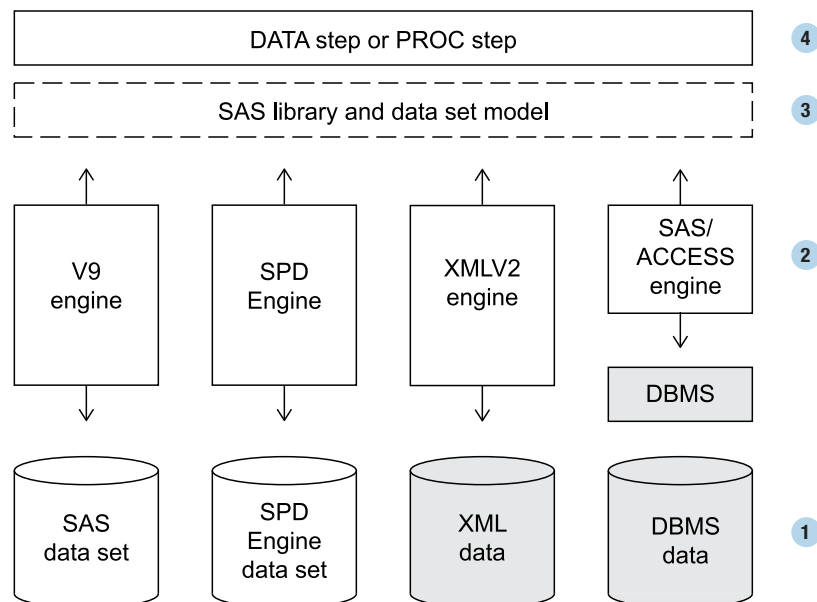 DATA step or PROC step
4
SAS library and data set model
3
V9
engine
SPD
Engine
XMLV2
engine
SAS/
ACCESS
engine
2
DBMS
SAS
data set
SPD
Engine
data set
XML
data
DBMS
data
1